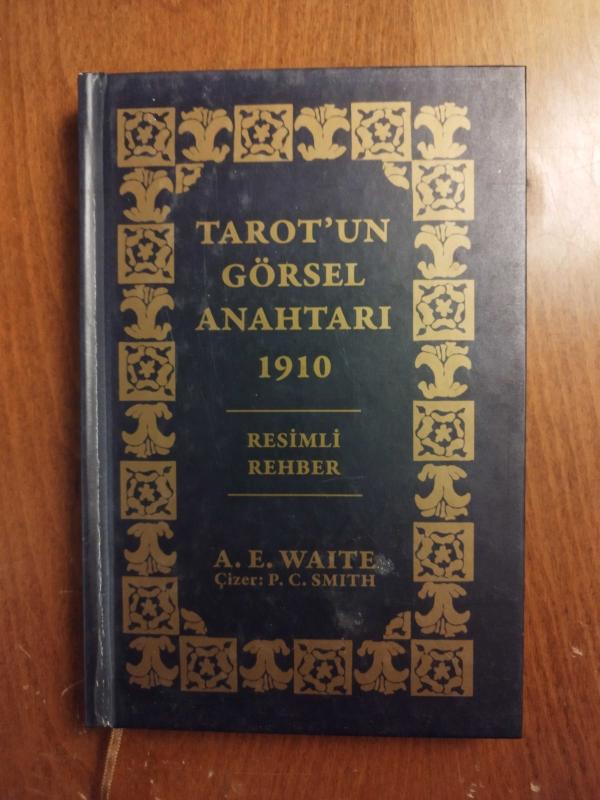 TAROT'UN
GÖRSEL
ANAHTARI
1910
RESİMLİ
REHBER
A. E. WAITE
Çizer: P. C. SMITH